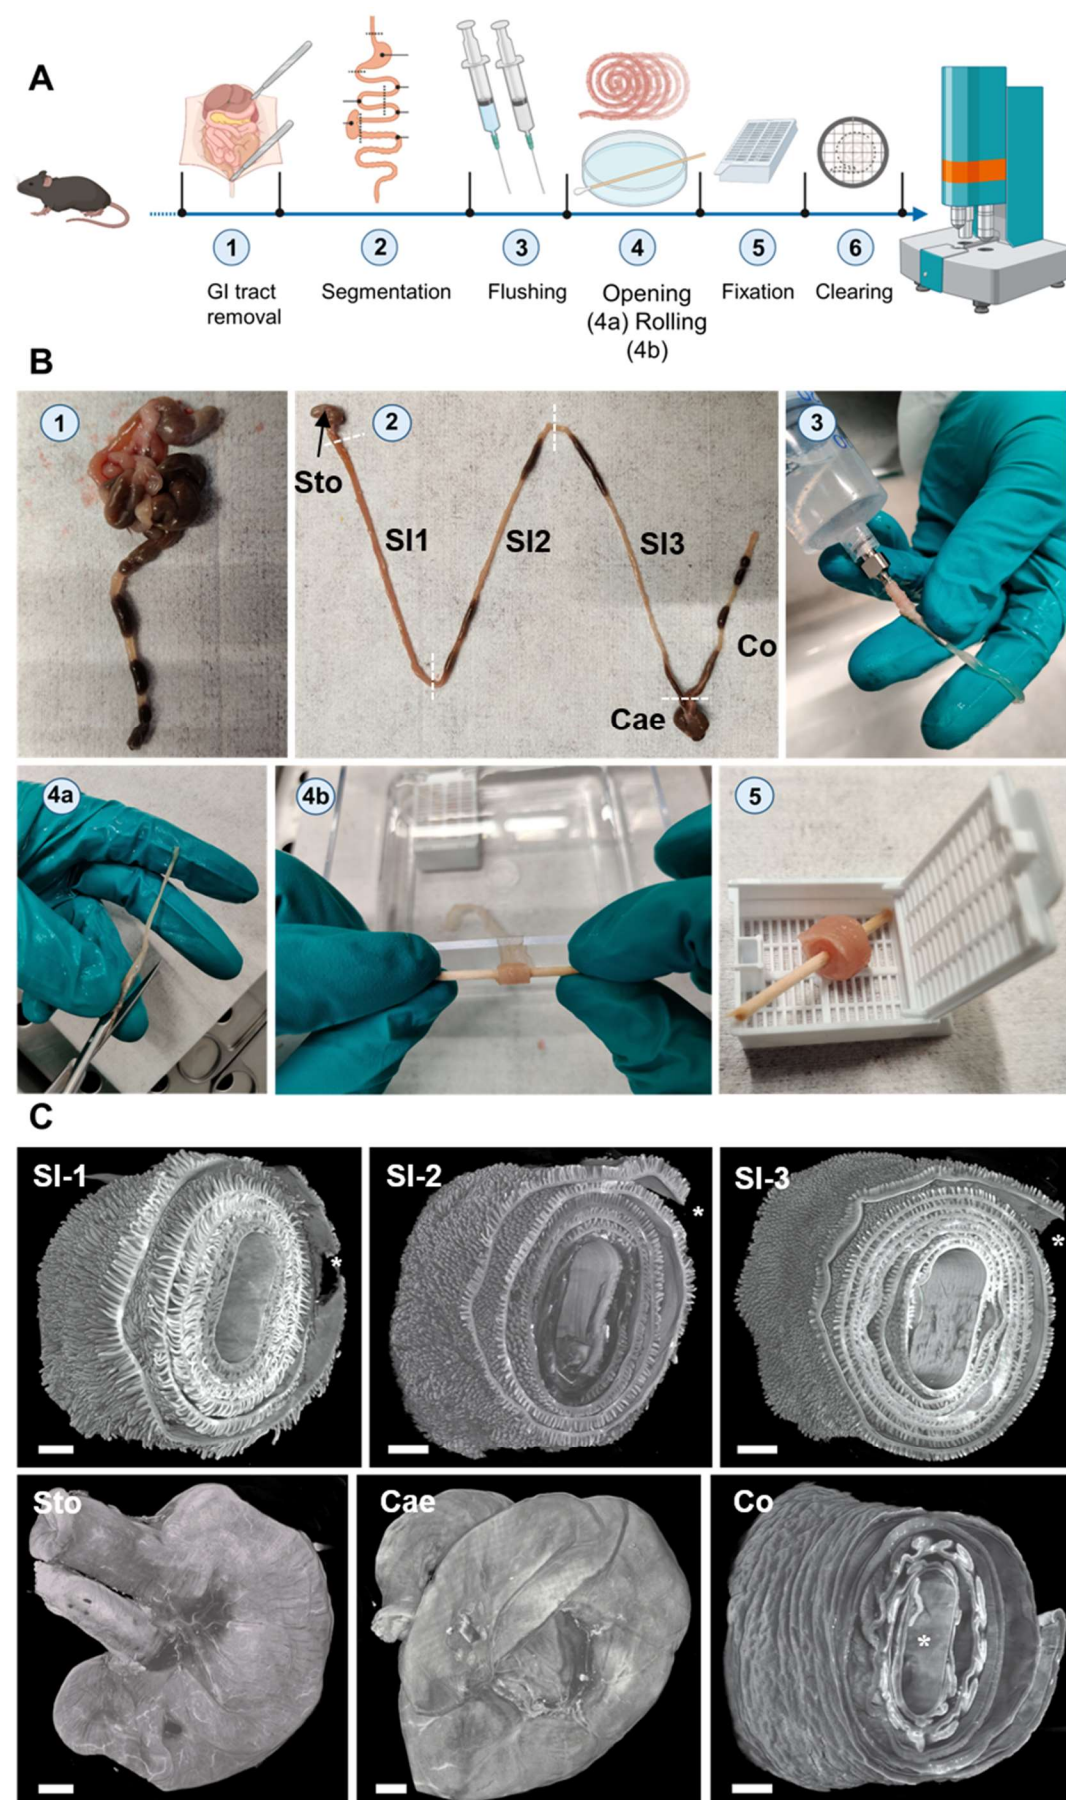 A
1
2
3
4
5
6
GI tract
removal
Segmentation
Flushing
Opening
(4a) Rolling
(4b)
Fixation
Clearing
B
1
2
3
Sto
SI1
SI2
SI3
Co
Cae
4a
4b
5
C
SI-1
SI-2
SI-3
*
*
*
Sto
Cae
Co
*